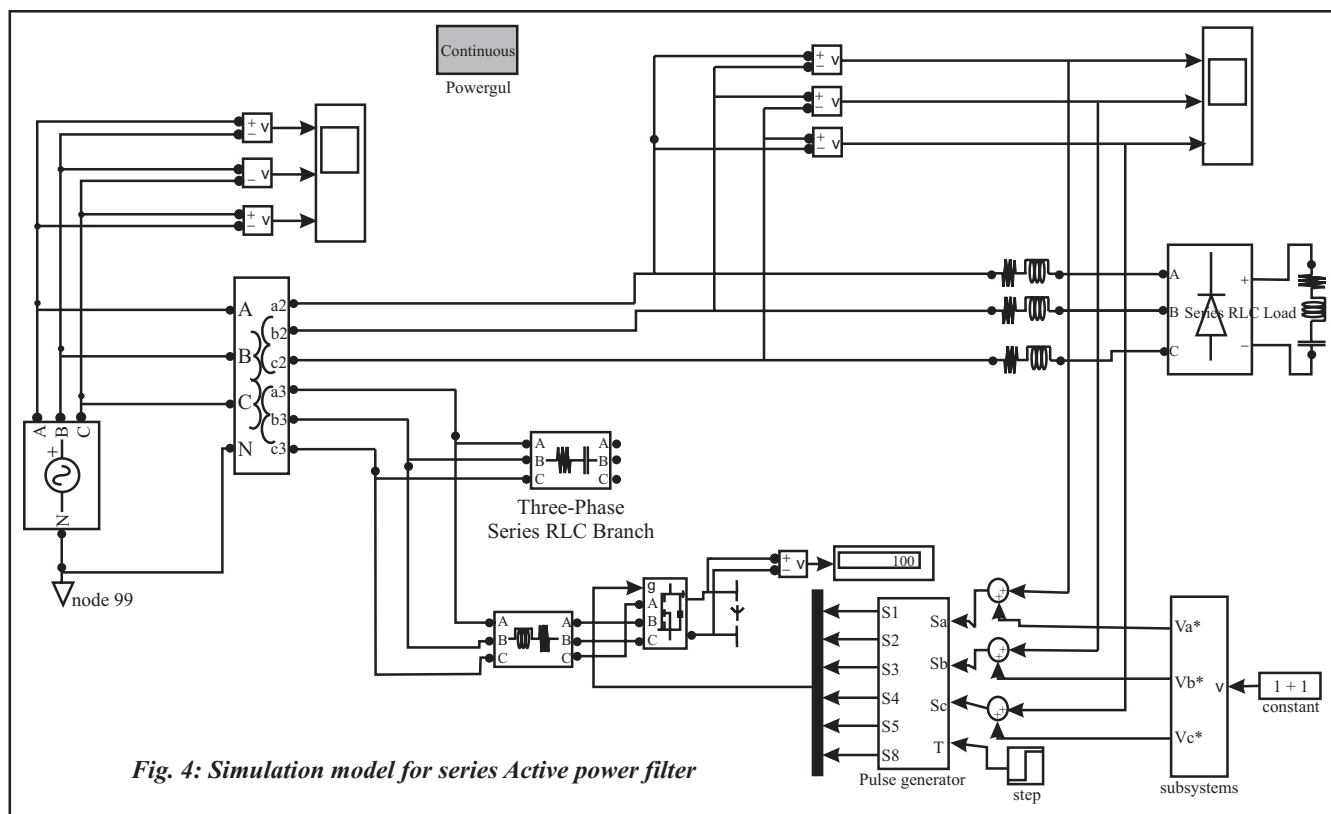 Continuous
Powergul
+
−
v
+
−
v
+
−
v
+
−
v
+
−
v
+
−
v
A
B
C
N
a2
b2
c2
a3
b3
c3
A
B
C
+
−
Series RLC Load
A B C
+
N
node 99
A
B
C
A
B
C
Three-Phase
Series RLC Branch
A
B
C
A
B
C
g
A
B
C
+
−
v
100
S1
S2
S3
S4
S5
S8
Sa
Sb
Sc
T
Pulse generator
+
+
+
+
+
+
step
Va*
Vb*
Vc*
v
subsystems
1 + 1
constant
Fig. 4: Simulation model for series Active power filter